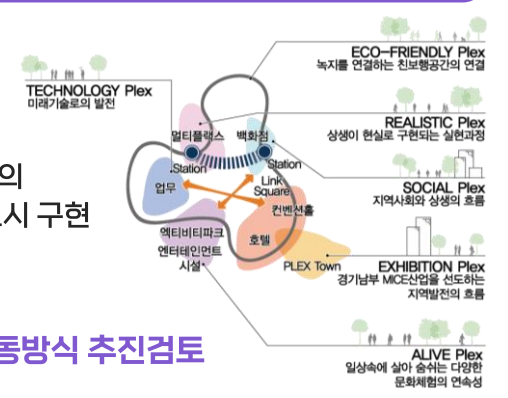 ECO-FRIENDLY Plex
녹지를 연결하는 친보행공간의 연결
TECHNOLOGY Plex
미래기술로의 발전
REALISTIC Plex
상생이 현실로 구현되는 실현과정
멀티플랙스
백화점
Station
Station
의
시 구현
업무
Link
Square
컨벤션홀
SOCIAL Plex
지역사회와 상생의 흐름
엑티비티파크
엔터테인먼트
시설
호텔
PLEX Town
EXHIBITION Plex
경기남부 MICE산업을 선도하는
지역발전의 흐름
동방식 추진검토
ALIVE Plex
일상속에 살아 숨쉬는 다양한
문화체험의 연속성